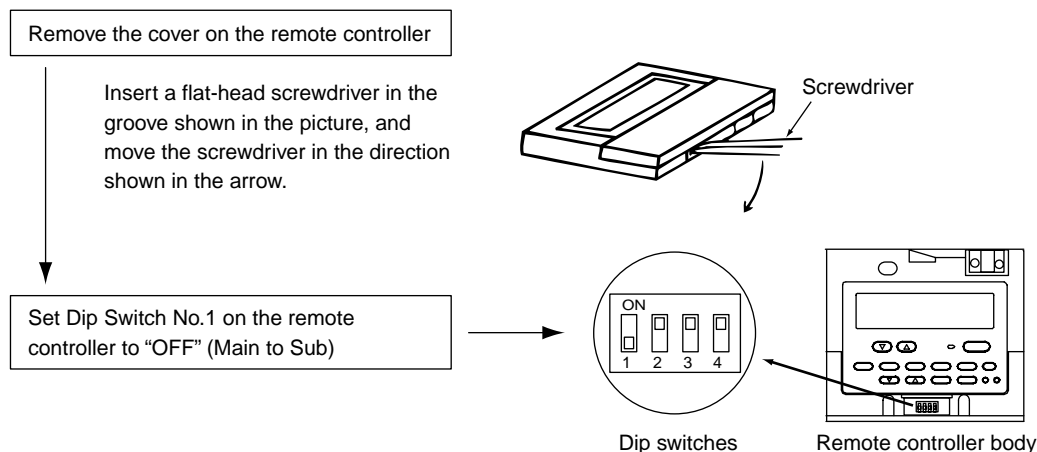 Remove the cover on the remote controller
Insert a flat-head screwdriver in the
groove shown in the picture, and
move the screwdriver in the direction
shown in the arrow.
Screwdriver
Set Dip Switch No.1 on the remote
controller to “OFF” (Main to Sub)
ON
1 2 3 4
Dip switches
Remote controller body